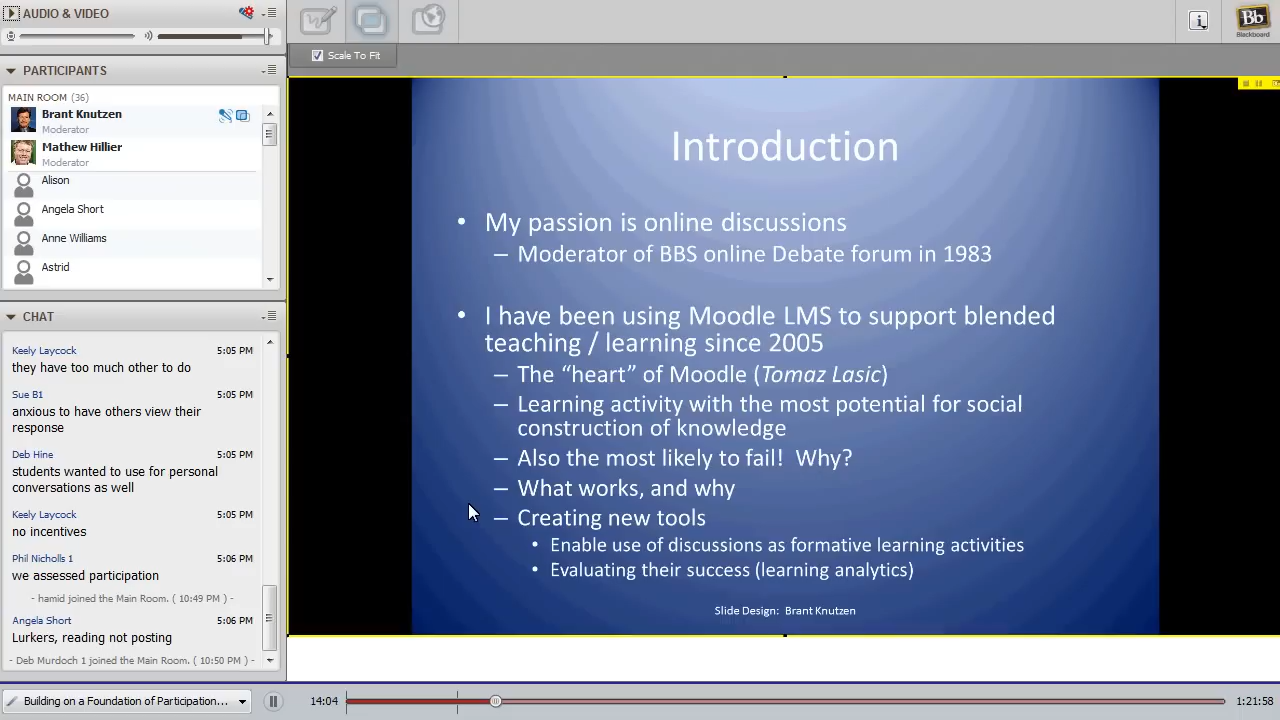 AUDIO & VIDEO
PARTICIPANTS
MAIN ROOM (36)
Brant Knutzen
Moderator
Mathew Hillier
Moderator
Alison
Angela Short
Anne Williams
Astrid
CHAT
Keely Laycock 5:05 PM
they have too much other to do
Sue B1 5:05 PM
anxious to have others view their
response
Deb Hine 5:05 PM
students wanted to use for personal
conversations as well
Keely Laycock 5:05 PM
no incentives
Phil Nicholls 1 5:06 PM
we assessed participation
- hamid joined the Main Room. ( 10:49 PM ) -
Angela Short 5:06 PM
Lurkers, reading not posting
- Deb Murdoch 1 joined the Main Room. ( 10:50 PM ) -
Scale To Fit
Bb
Blackboard
Introduction
• My passion is online discussions
– Moderator of BBS online Debate forum in 1983
• I have been using Moodle LMS to support blended
teaching / learning since 2005
– The “heart” of Moodle (Tomaz Lasic)
– Learning activity with the most potential for social
construction of knowledge
– Also the most likely to fail! Why?
– What works, and why
– Creating new tools
• Enable use of discussions as formative learning activities
• Evaluating their success (learning analytics)
Slide Design: Brant Knutzen
Building on a Foundation of Participation...
14:04
1:21:58